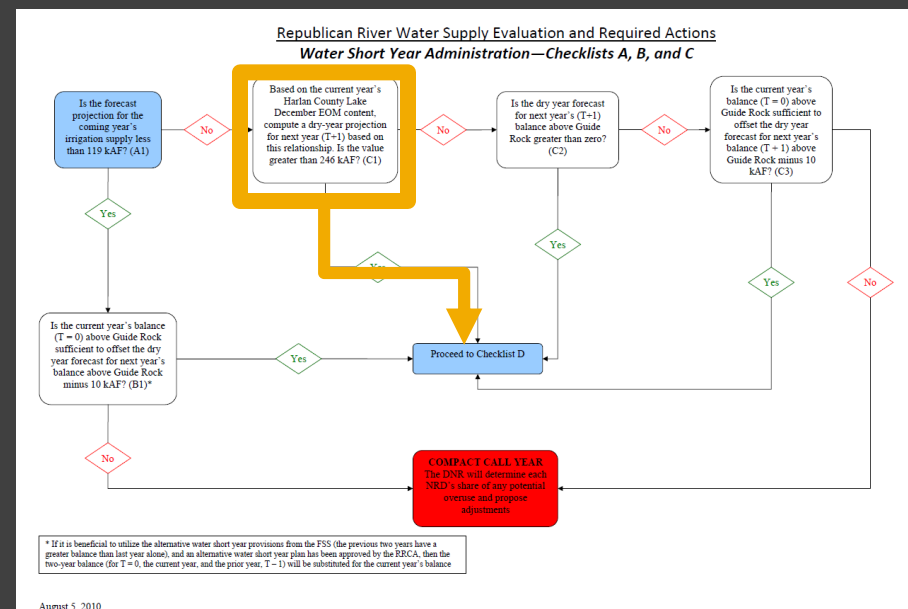 Republican River Water Supply Evaluation and Required Actions
Water Short Year Administration—Checklists A, B, and C
Is the forecast
projection for the
coming year's
irrigation supply less
than 119 kAF? (A1)
No
Based on the current year's
Harlan County Lake
December EOM content,
compute a dry-year projection
for next year (T+1) based on
this relationship. Is the value
greater than 246 kAF? (C1)
No
Is the dry year forecast
for next year's (T+1)
balance above Guide
Rock greater than zero?
(C2)
No
Is the current year's
balance (T = 0) above
Guide Rock sufficient to
offset the dry year
forecast for next year's
balance (T + 1) above
Guide Rock minus 10
kAF? (C3)
Yes
Yes
Yes
Yes
No
Is the current year's balance
(T = 0) above Guide Rock
sufficient to offset the dry
year forecast for next year's
balance above Guide Rock
minus 10 kAF? (B1)*
Yes
Proceed to Checklist D
No
COMPACT CALL YEAR
The DNR will determine each
NRD's share of any potential
overuse and propose
adjustments
* If it is beneficial to utilize the alternative water short year provisions from the FSS (the previous two years have a
greater balance than last year alone), and an alternative water short year plan has been approved by the RRCA, then the
two-year balance (for T = 0, the current year, and the prior year, T – 1) will be substituted for the current year's balance
August 5, 2010